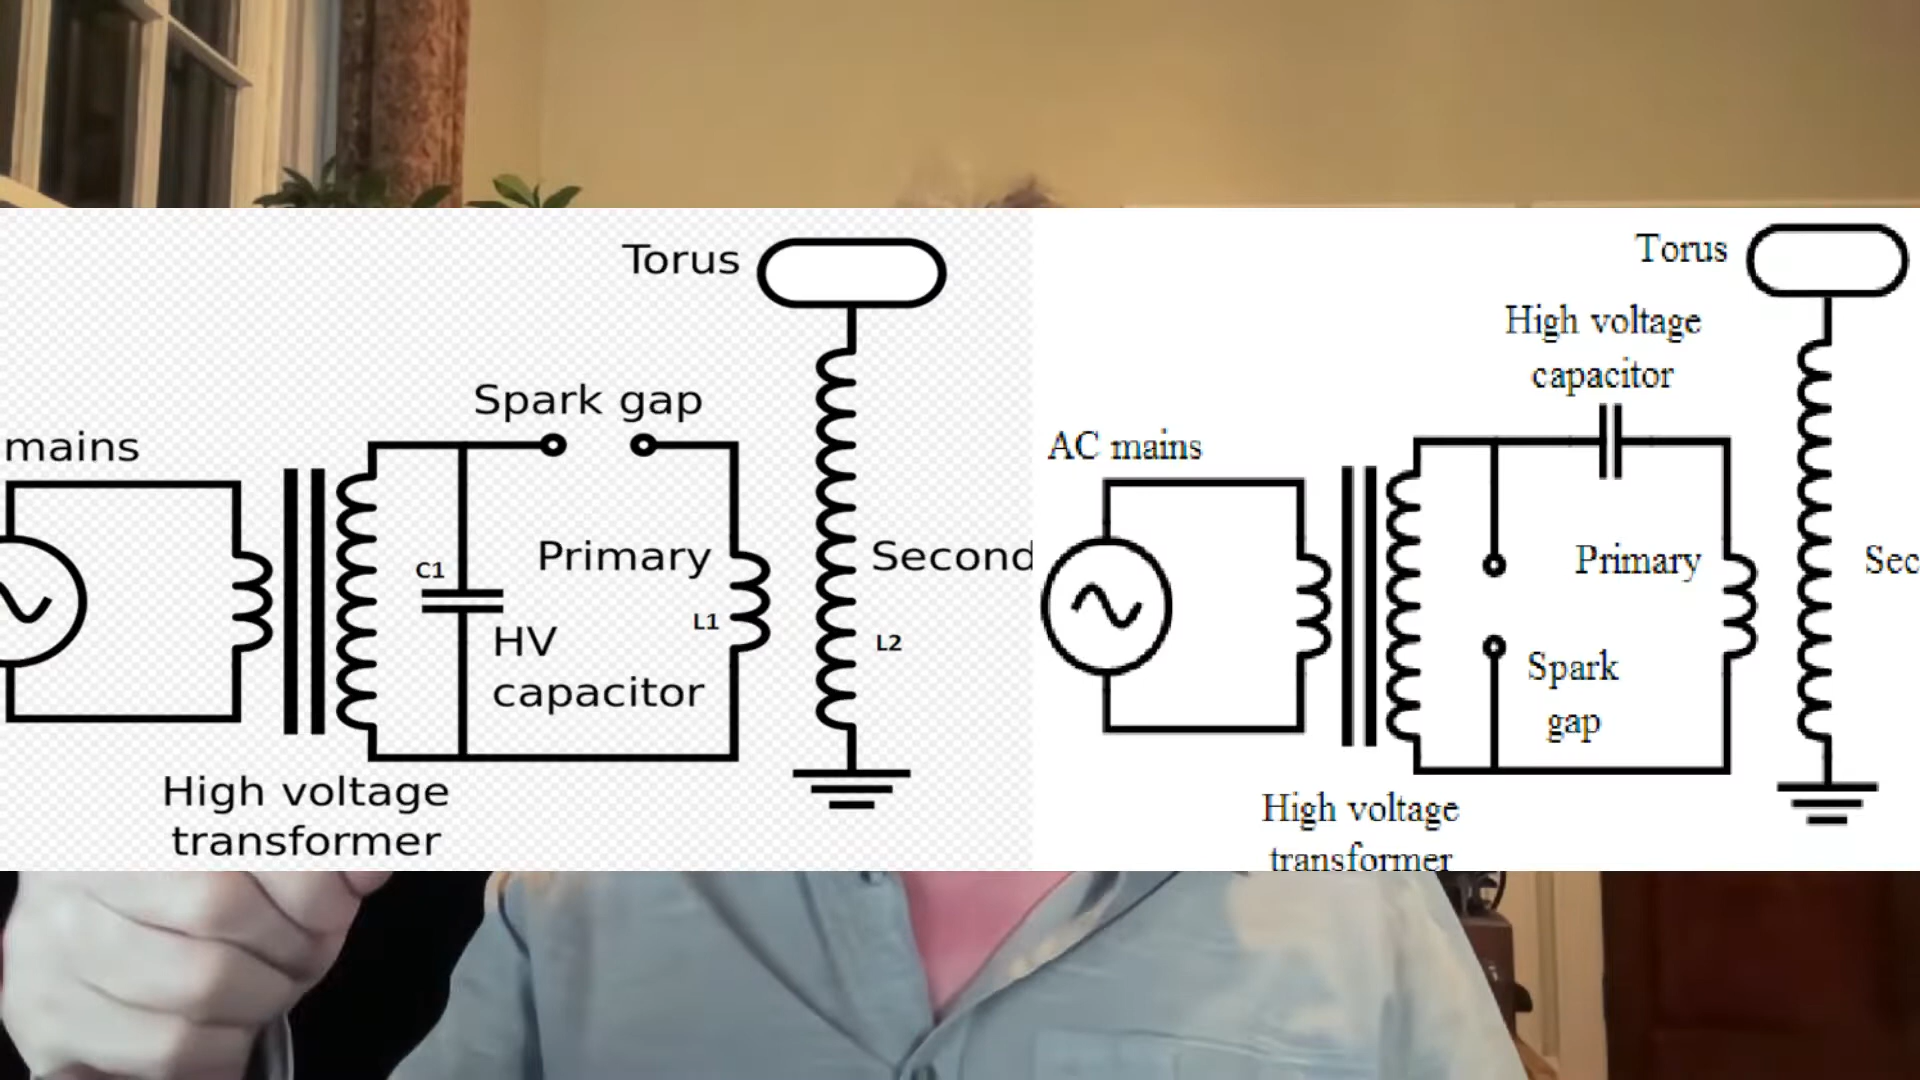 Torus
Spark gap
mains
C1
Primary
L1
HV
capacitor
Second
L2
High voltage
transformer
Torus
High voltage
capacitor
AC mains
Primary
Sec
Spark
gap
High voltage
transformer